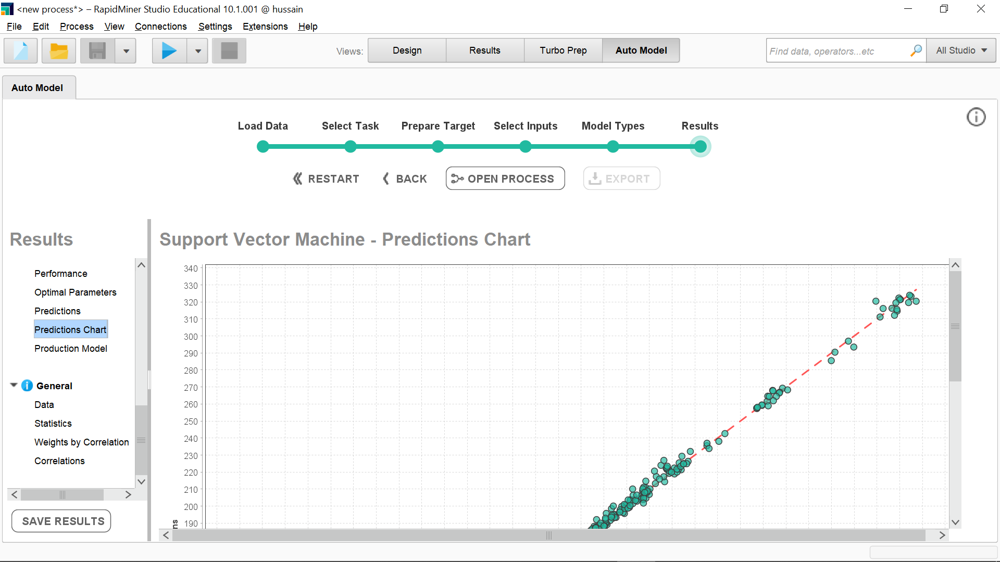 <new process*> – RapidMiner Studio Educational 10.1.001 @ hussain
File Edit Process View Connections Settings Extensions Help
Views: Design Results Turbo Prep Auto Model Find data, operators...etc All Studio
Auto Model
Load Data Select Task Prepare Target Select Inputs Model Types Results
RESTART BACK OPEN PROCESS EXPORT
Results
Performance
Optimal Parameters
Predictions
Predictions Chart
Production Model
General
Data
Statistics
Weights by Correlation
Correlations
SAVE RESULTS
Support Vector Machine - Predictions Chart
340
330
320
310
300
290
280
270
260
250
240
230
220
210
200
190